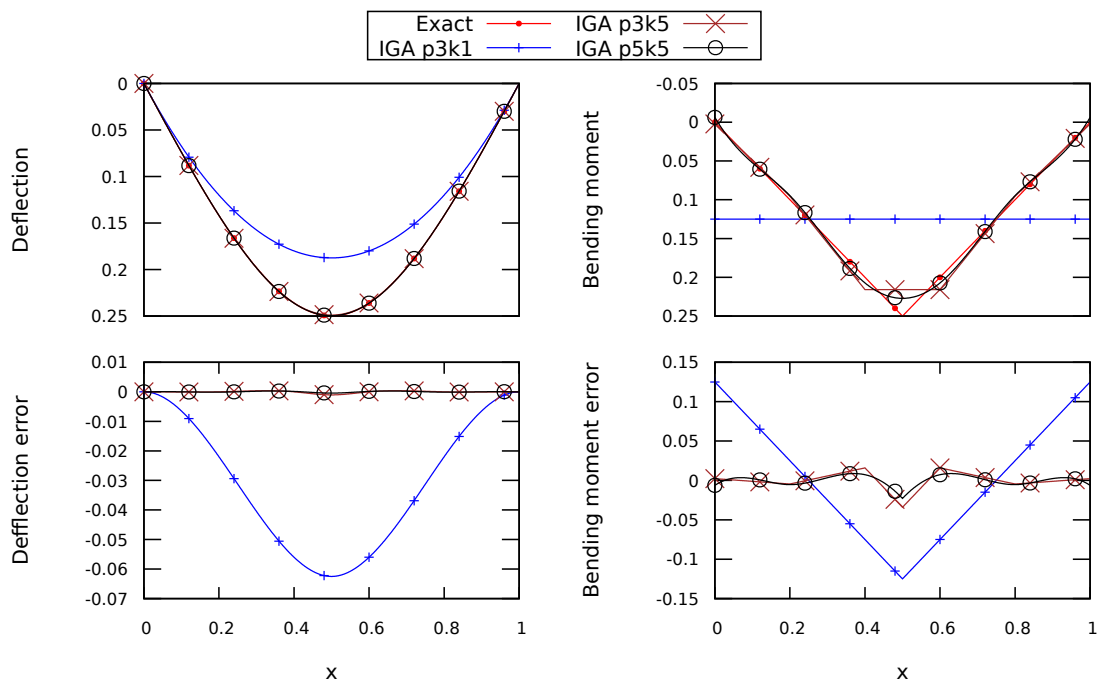 Exact
IGA p3k1
IGA p3k5
IGA p5k5
Deflection
0
0.05
0.1
0.15
0.2
0.25
Bending moment
-0.05
0
0.05
0.1
0.15
0.2
0.25
Defflection error
0.01
0
-0.01
-0.02
-0.03
-0.04
-0.05
-0.06
-0.07
0 0.2 0.4 0.6 0.8 1
x
Bending moment error
0.15
0.1
0.05
0
-0.05
-0.1
-0.15
0 0.2 0.4 0.6 0.8 1
x